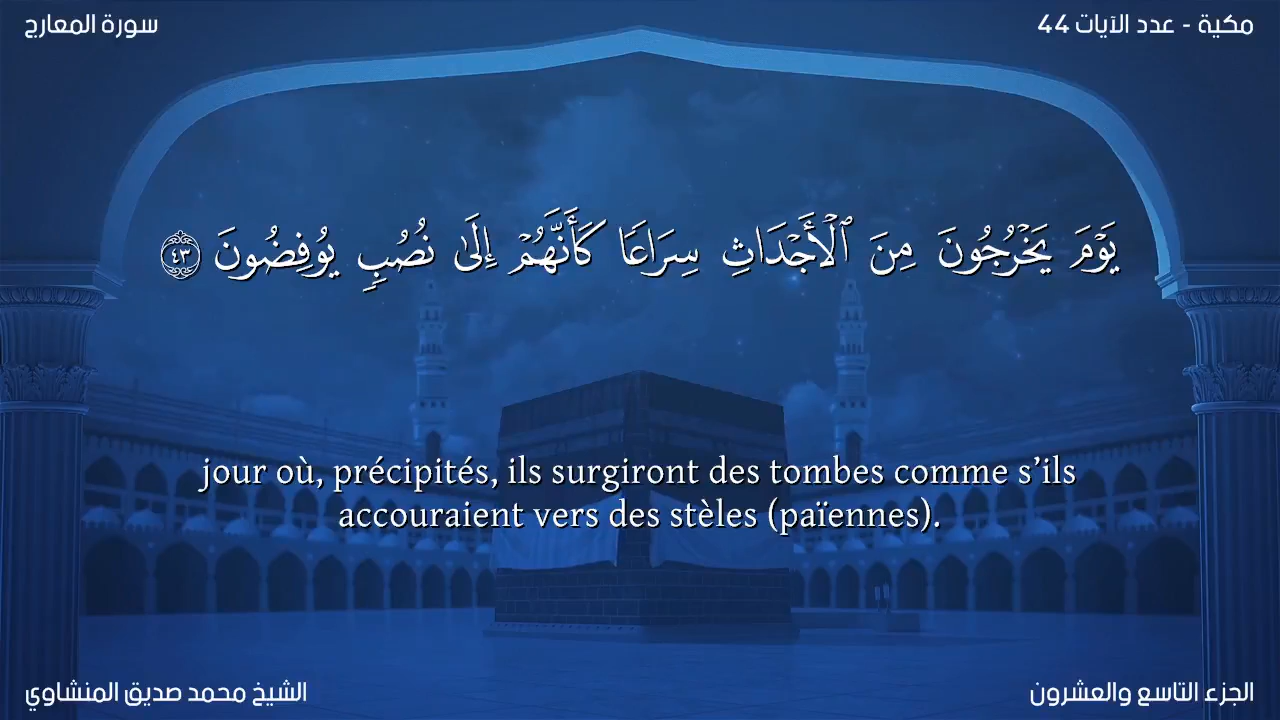 سورة المعارج
مكية - عدد الآيات 44
يَوْمَ يَخْرُجُونَ مِنَ ٱلْأَجْدَاثِ سِرَاعًا كَأَنَّهُمْ إِلَىٰ نُصُبٍ يُوفِضُونَ ٤٣
jour où, précipités, ils surgiront des tombes comme s’ils
accouraient vers des stèles (païennes).
الشيخ محمد صديق المنشاوي
الجزء التاسع والعشرون